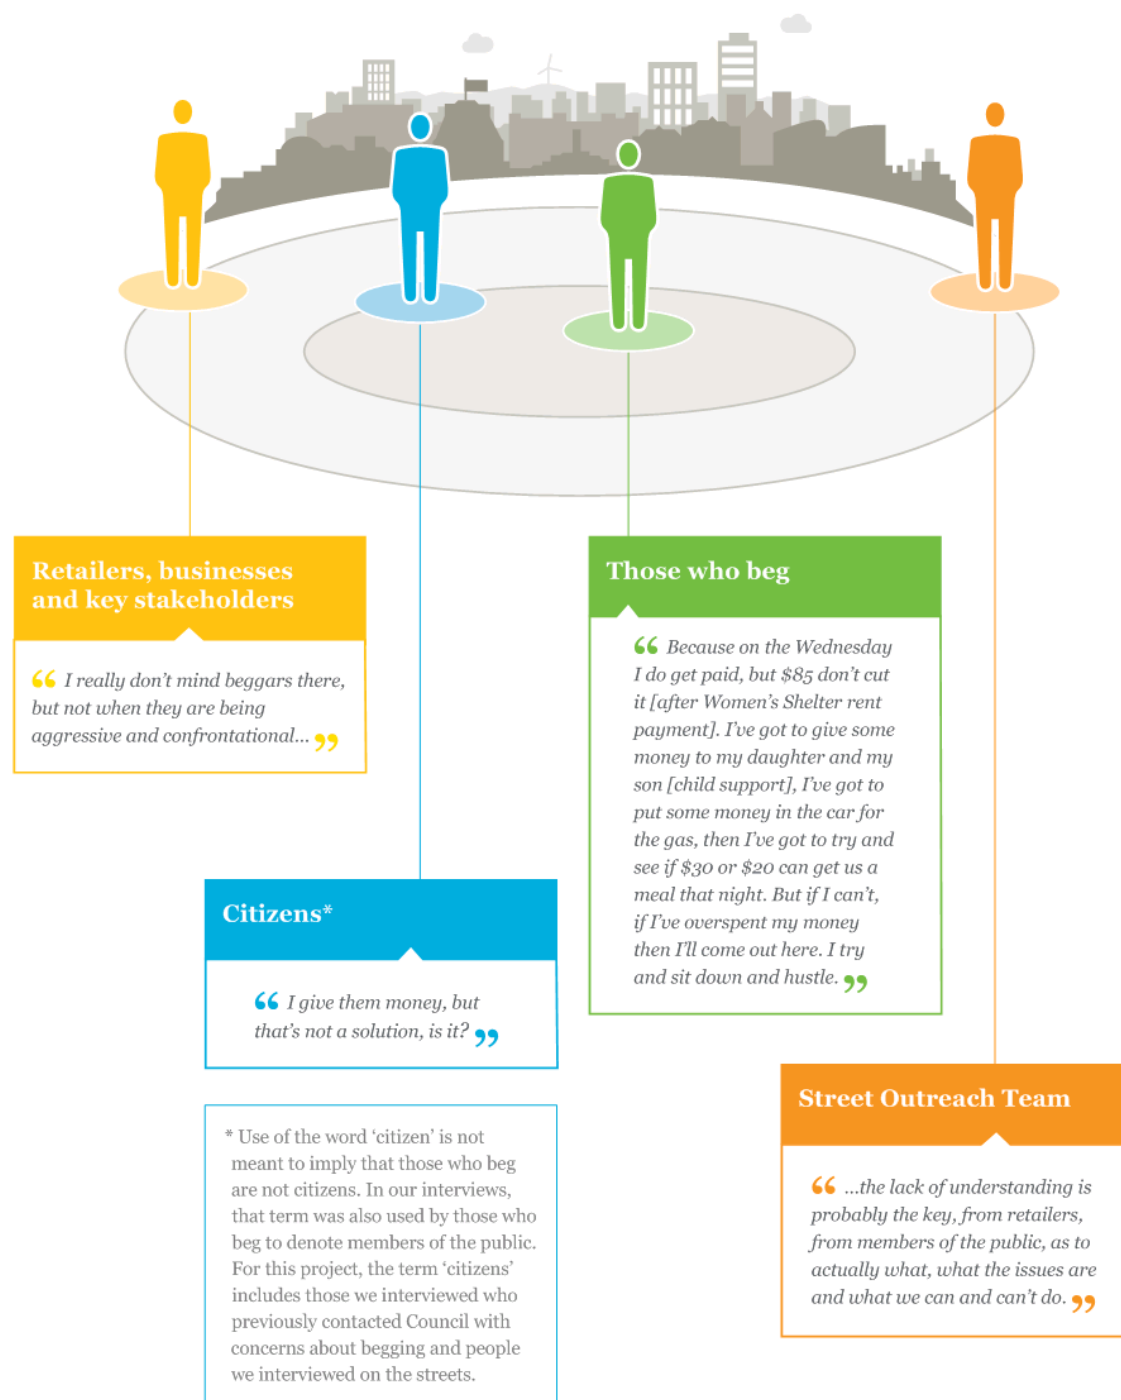 Retailers, businesses
and key stakeholders
“ I really don’t mind beggars there,
but not when they are being
aggressive and confrontational... ”
Citizens*
“ I give them money, but
that’s not a solution, is it? ”
* Use of the word ‘citizen’ is not
meant to imply that those who beg
are not citizens. In our interviews,
that term was also used by those who
beg to denote members of the public.
For this project, the term ‘citizens’
includes those we interviewed who
previously contacted Council with
concerns about begging and people
we interviewed on the streets.
Those who beg
“ Because on the Wednesday
I do get paid, but $85 don’t cut
it [after Women’s Shelter rent
payment]. I’ve got to give some
money to my daughter and my
son [child support], I’ve got to
put some money in the car for
the gas, then I’ve got to try and
see if $30 or $20 can get us a
meal that night. But if I can’t,
if I’ve overspent my money
then I’ll come out here. I try
and sit down and hustle. ”
Street Outreach Team
“ ...the lack of understanding is
probably the key, from retailers,
from members of the public, as to
actually what, what the issues are
and what we can and can’t do. ”